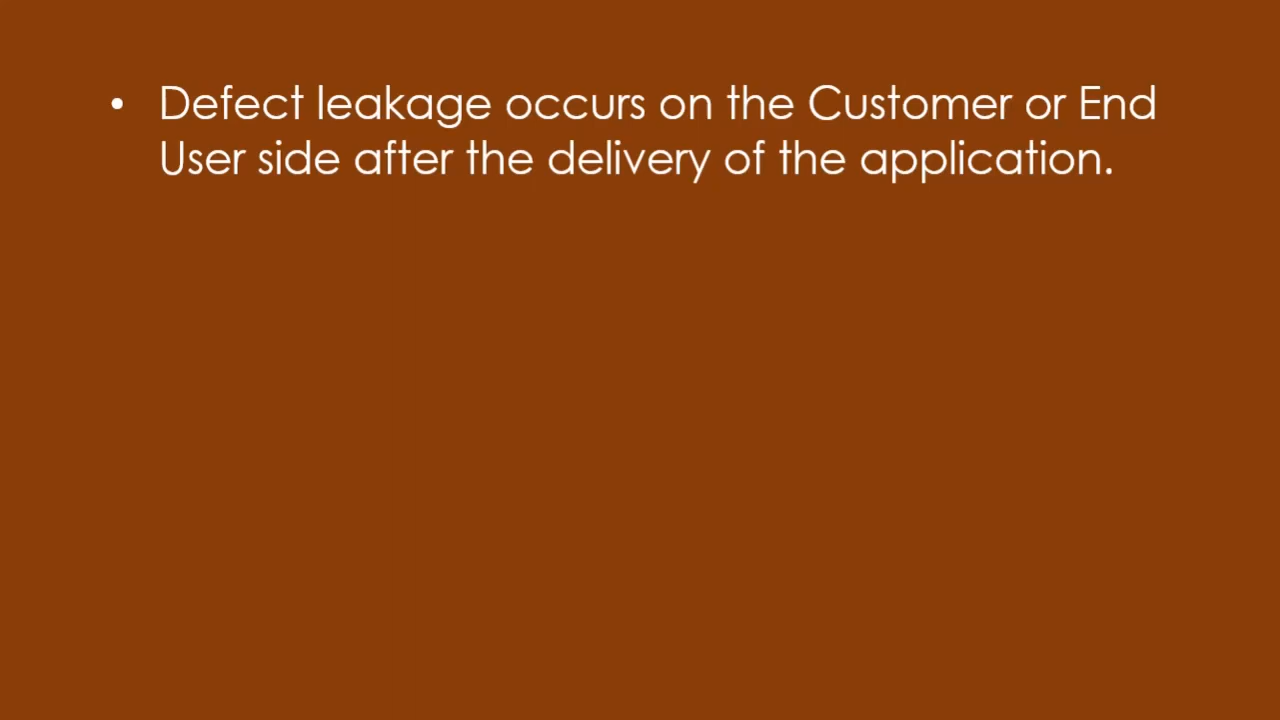 • Defect leakage occurs on the Customer or End
User side after the delivery of the application.